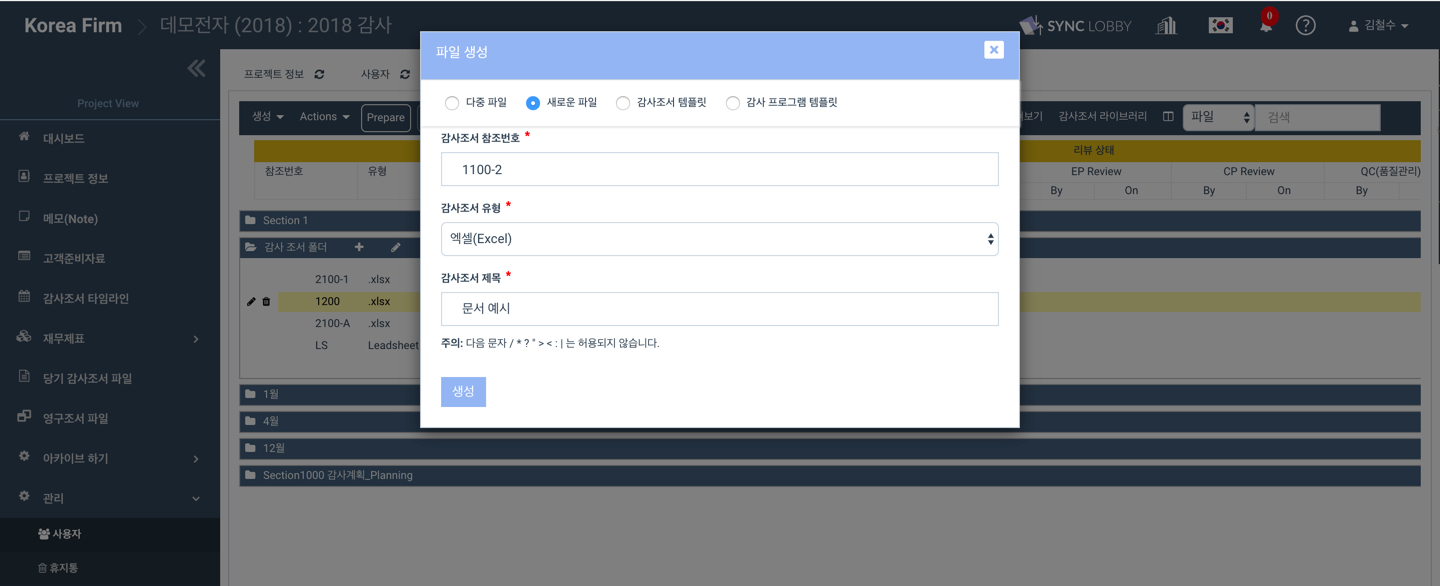 Korea Firm
데모전자 (2018) : 2018 감사
SYNC LOBBY
0
?
김철수
Project View
대시보드
프로젝트 정보
메모(Note)
고객준비자료
감사조서 타임라인
재무제표
당기 감사조서 파일
영구조서 파일
아카이브 하기
관리
사용자
휴지통
프로젝트 정보
사용자
생성
Actions
Prepare
감사조서 라이브러리
파일
검색
리뷰 상태
참조번호
유형
EP Review
CP Review
QC(품질관리)
By
On
By
On
By
Section 1
감사 조서 폴더
2100-1 .xlsx
1200 .xlsx
2100-A .xlsx
LS Leadsheet
1월
4월
12월
Section1000 감사계획_Planning
파일 생성
다중 파일
새로운 파일
감사조서 템플릿
감사 프로그램 템플릿
감사조서 참조번호 *
1100-2
감사조서 유형 *
엑셀(Excel)
감사조서 제목 *
문서 예시
주의: 다음 문자 / * ? " > < : | 는 허용되지 않습니다.
생성